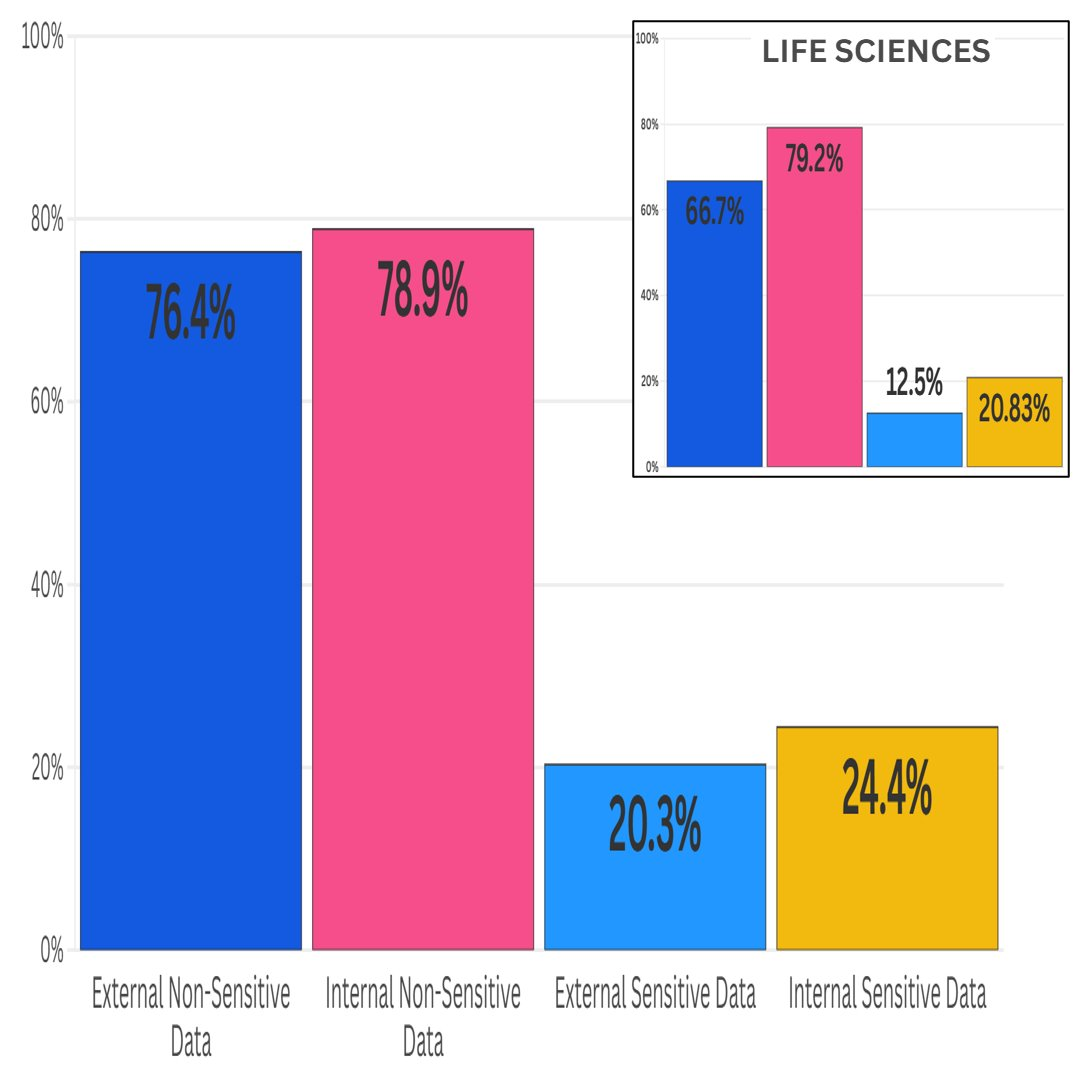 100%
80%
60%
40%
20%
0%
76.4%
78.9%
20.3%
24.4%
External Non-Sensitive
Data
Internal Non-Sensitive
Data
External Sensitive Data
Internal Sensitive Data
LIFE SCIENCES
100%
80%
60%
40%
20%
0%
66.7%
79.2%
12.5%
20.83%